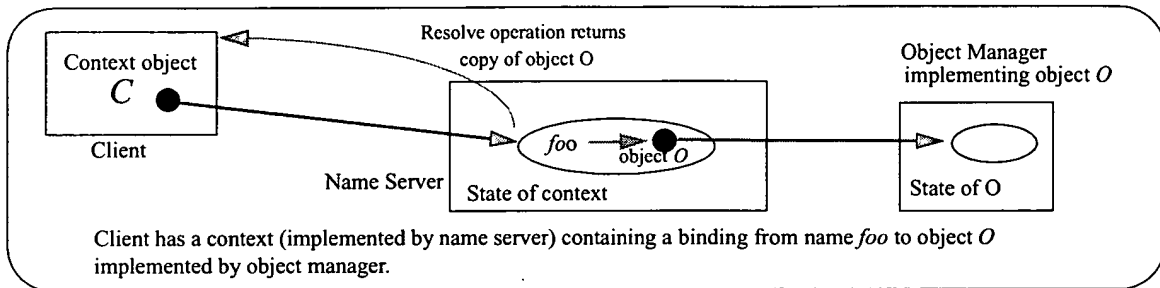 Resolve operation returns
copy of object O
Object Manager
implementing object O
Context object
C
Client
foo
object O
Name Server
State of context
State of O
Client has a context (implemented by name server) containing a binding from name foo to object O
implemented by object manager.